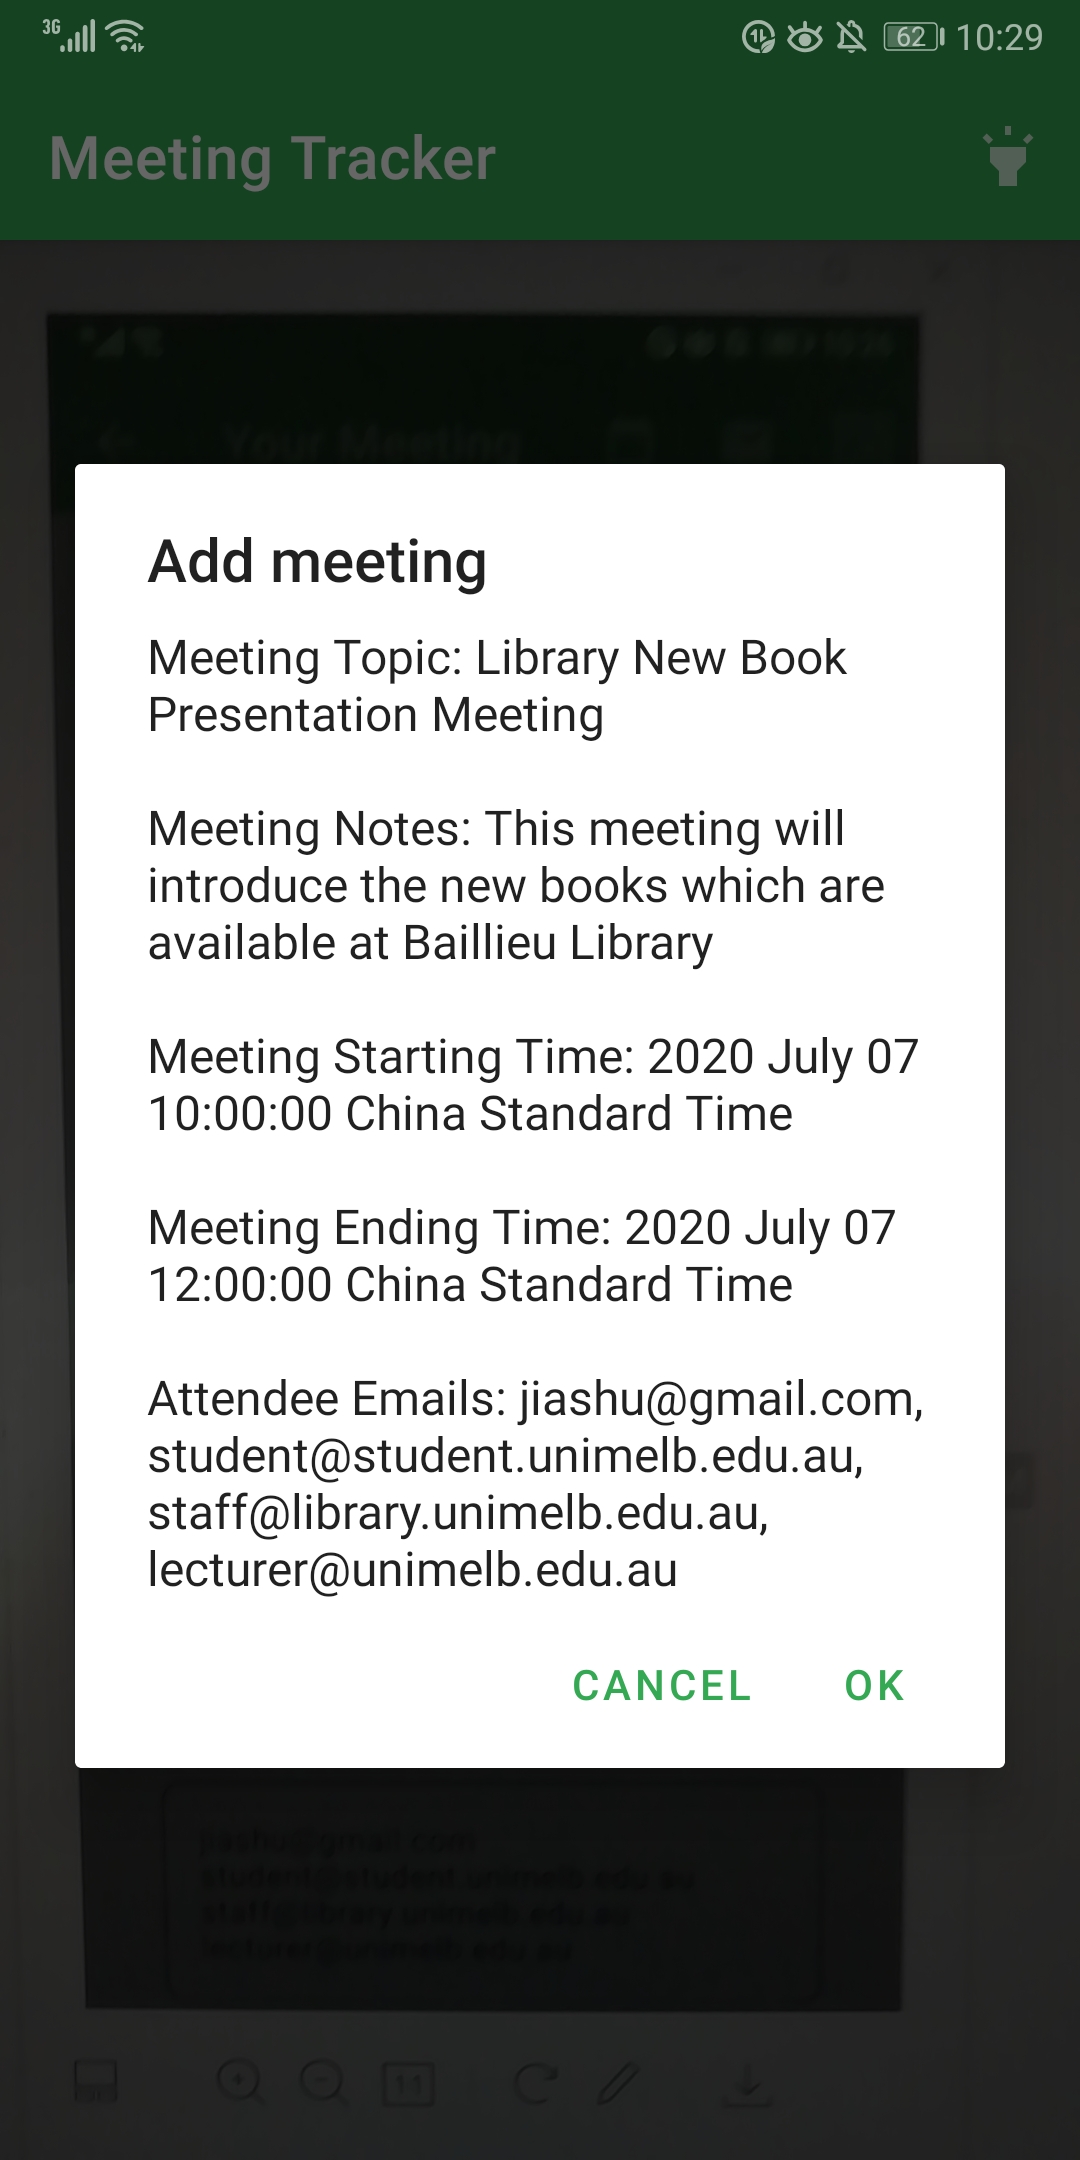 3G
62
10:29
Meeting Tracker
Your Meeting
Add meeting
Meeting Topic: Library New Book
Presentation Meeting
Meeting Notes: This meeting will
introduce the new books which are
available at Baillieu Library
Meeting Starting Time: 2020 July 07
10:00:00 China Standard Time
Meeting Ending Time: 2020 July 07
12:00:00 China Standard Time
Attendee Emails: jiashu@gmail.com,
student@student.unimelb.edu.au,
staff@library.unimelb.edu.au,
lecturer@unimelb.edu.au
CANCEL
OK
jiashu@gmail.com
student@student.unimelb.edu.au
staff@library.unimelb.edu.au
lecturer@unimelb.edu.au
1:1